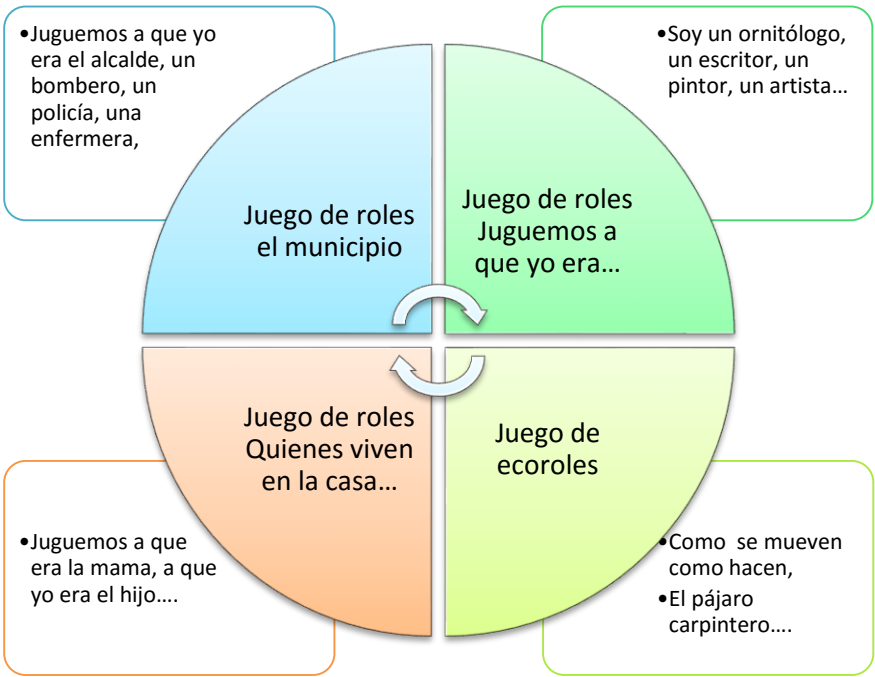 •Juguemos a que yo
era el alcalde, un
bombero, un
policía, una
enfermera,
•Soy un ornitólogo,
un escritor, un
pintor, un artista…
Juego de roles
el municipio
Juego de roles
Juguemos a
que yo era…
Juego de roles
Quienes viven
en la casa…
Juego de
ecoroles
•Juguemos a que
era la mama, a que
yo era el hijo….
•Como  se mueven
como hacen,
•El pájaro
carpintero….